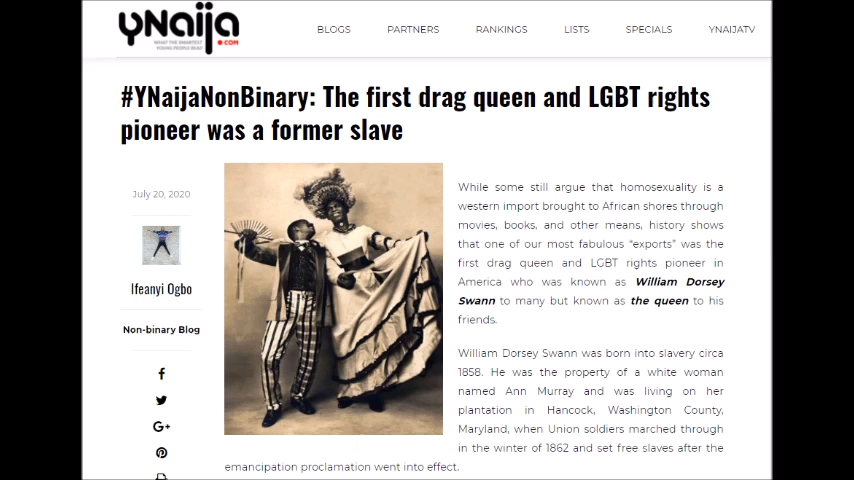 YNaija
WHAT THE SMARTEST
YOUNG PEOPLE READ
.COM
BLOGS
PARTNERS
RANKINGS
LISTS
SPECIALS
YNAIJATV
#YNaijaNonBinary: The first drag queen and LGBT rights
pioneer was a former slave
July 20, 2020
Ifeanyi Ogbo
Non-binary Blog
While some still argue that homosexuality is a
western import brought to African shores through
movies, books, and other means, history shows
that one of our most fabulous “exports” was the
first drag queen and LGBT rights pioneer in
America who was known as William Dorsey
Swann to many but known as the queen to his
friends.
William Dorsey Swann was born into slavery circa
1858. He was the property of a white woman
named Ann Murray and was living on her
plantation in Hancock, Washington County,
Maryland, when Union soldiers marched through
in the winter of 1862 and set free slaves after the
emancipation proclamation went into effect.